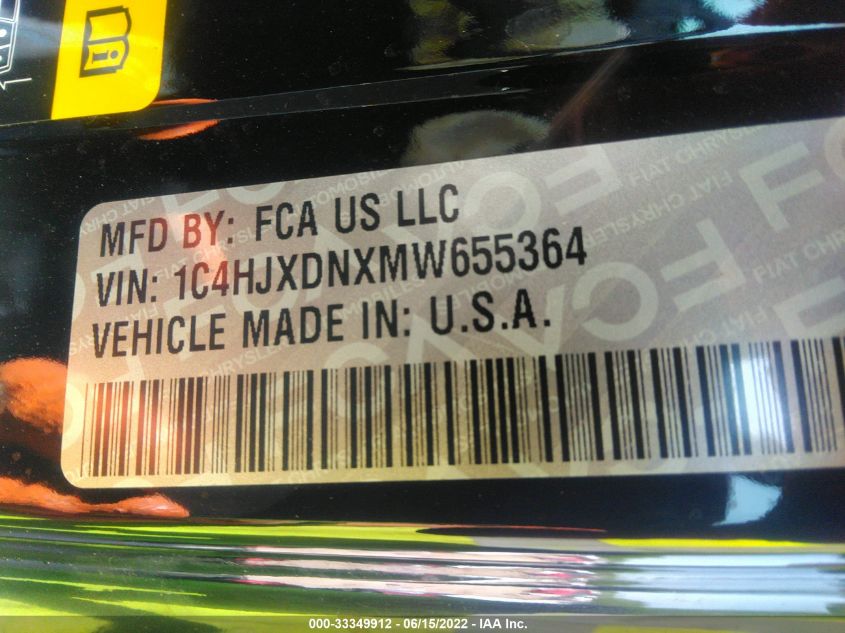 MFD BY: FCA US LLC
VIN: 1C4HJXDNXMW655364
VEHICLE MADE IN: U.S.A.
000-33349912 - 06/15/2022 - IAA Inc.